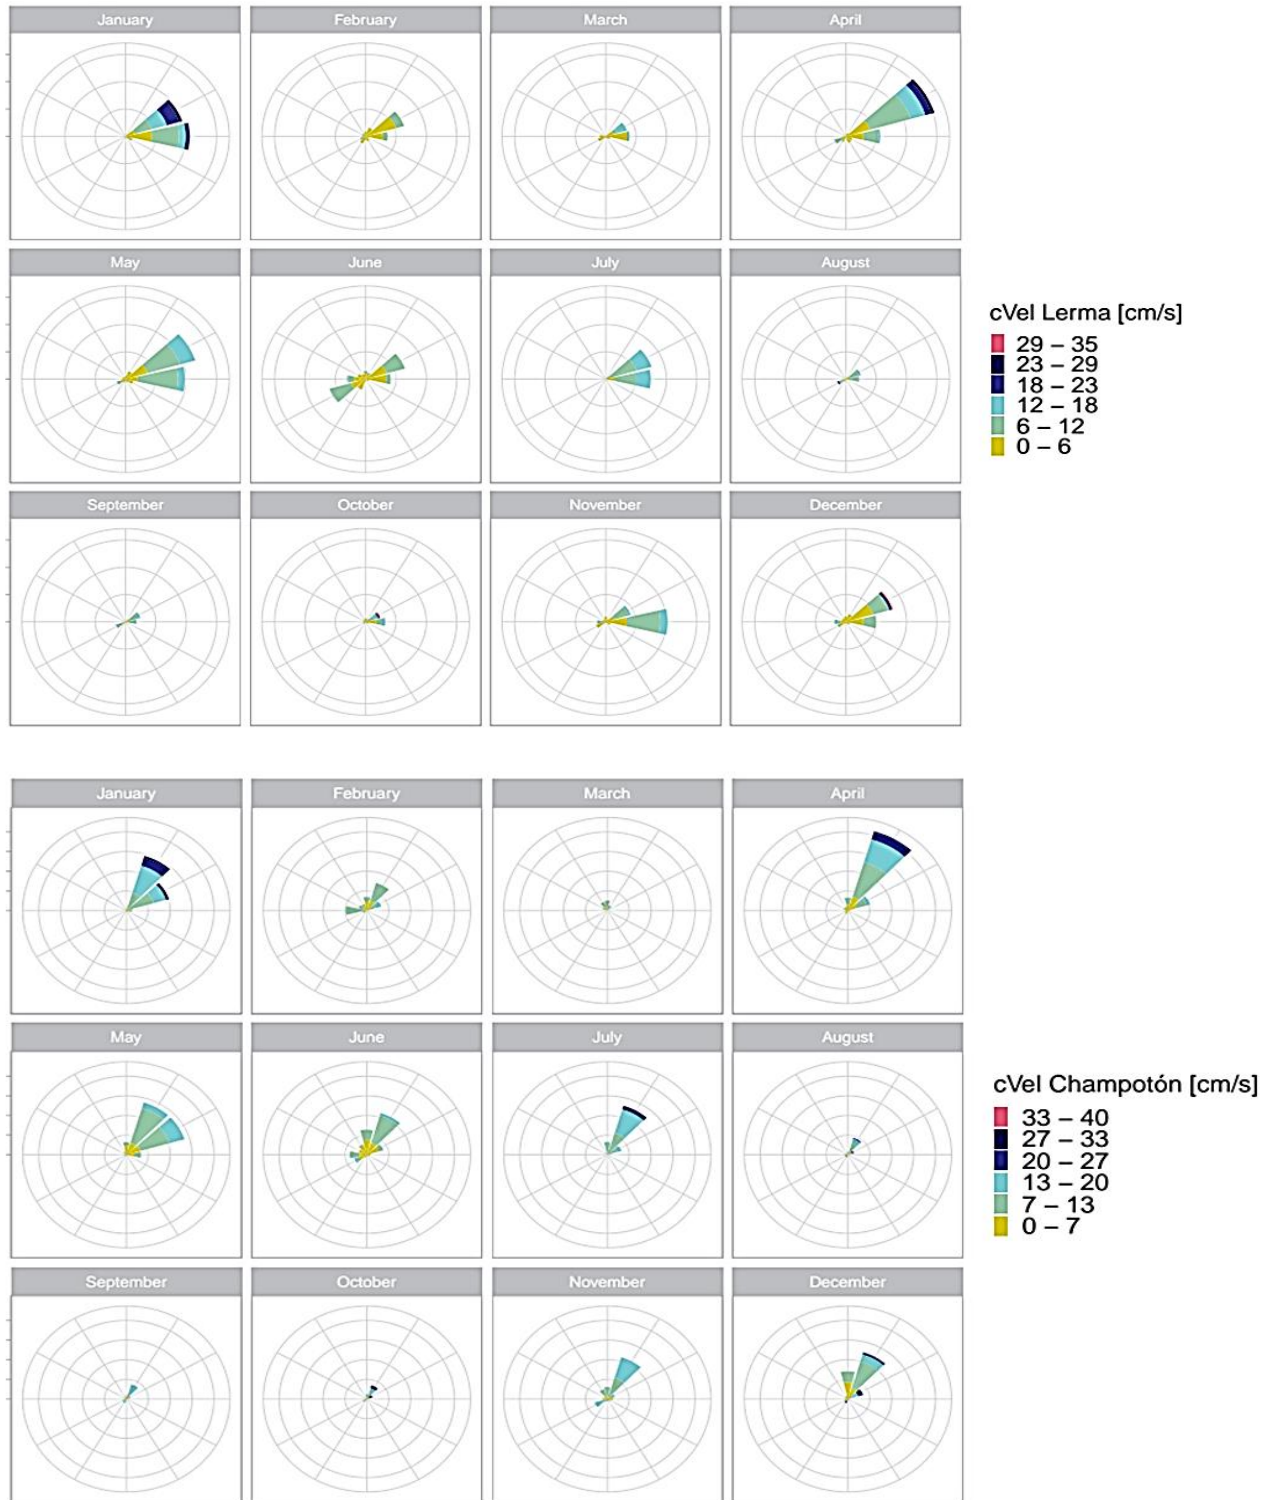 January February March April
May June July August
cVel Lerma [cm/s]
29 – 35
23 – 29
18 – 23
12 – 18
6 – 12
0 – 6
September October November December
January February March April
May June July August
cVel Champotón [cm/s]
33 – 40
27 – 33
20 – 27
13 – 20
7 – 13
0 – 7
September October November December